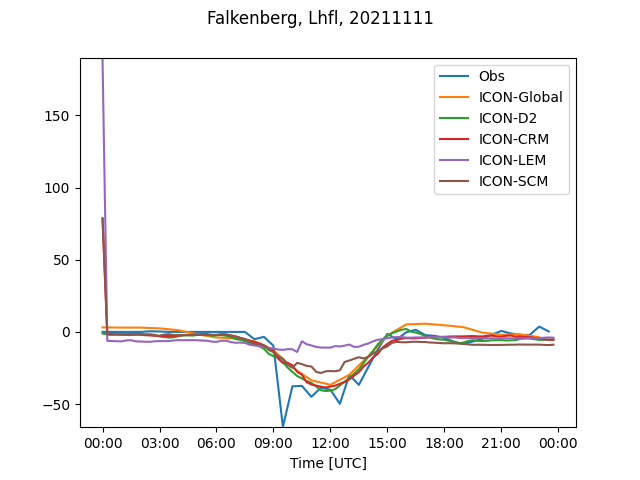 Falkenberg, Lhfl, 20211111
Obs
ICON-Global
ICON-D2
ICON-CRM
ICON-LEM
ICON-SCM
150
100
50
0
−50
00:00 03:00 06:00 09:00 12:00 15:00 18:00 21:00 00:00
Time [UTC]